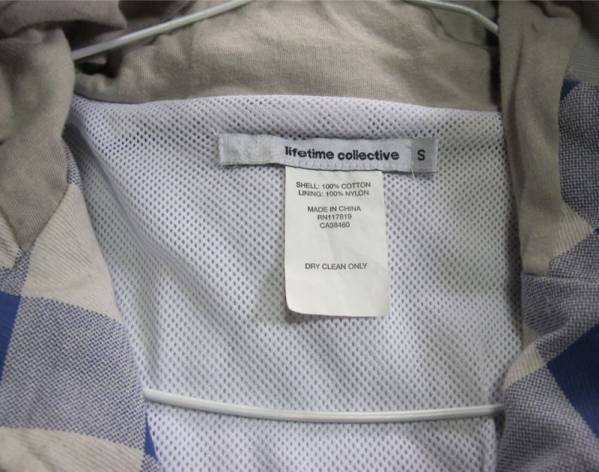 lifetime collective S
SHELL: 100% COTTON
LINING: 100% NYLON
MADE IN CHINA
RN117819
CA38460
DRY CLEAN ONLY